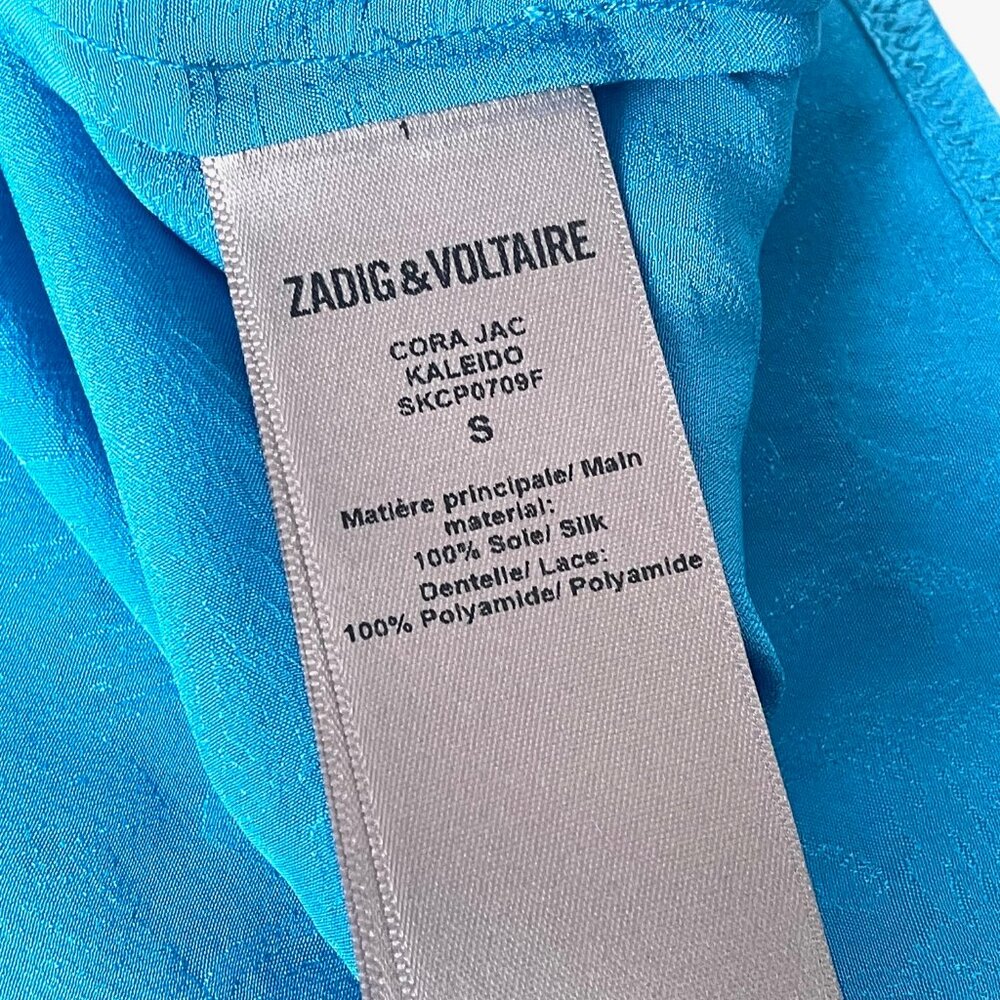 1
ZADIG&VOLTAIRE
CORA JAC
KALEIDO
SKCP0709F
S
Matière principale/ Main
material:
100% Soie/ Silk
Dentelle/ Lace:
100% Polyamide/ Polyamide